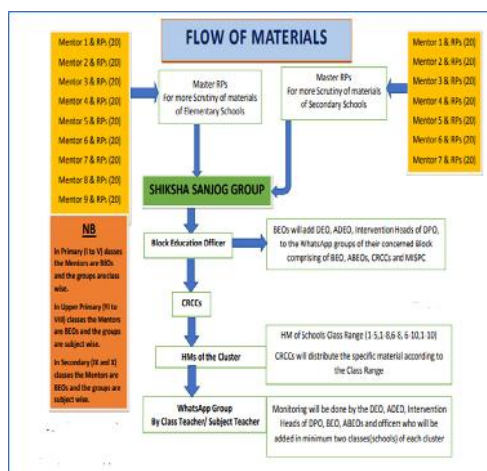 FLOW OF MATERIALS
Mentor 1 & RPs (20)
Mentor 2 & RPs (20)
Mentor 3 & RPs (20)
Mentor 4 & RPs (20)
Mentor 5 & RPs (20)
Mentor 6 & RPs (20)
Mentor 7 & RPs (20)
Mentor 8 & RPs (20)
Mentor 9 & RPs (20)
Master RPs
For more Scrutiny of materials
of Elementary Schools
Master RPs
For more Scrutiny of materials
of Secondary Schools
Mentor 1 & RPs (20)
Mentor 2 & RPs (20)
Mentor 3 & RPs (20)
Mentor 4 & RPs (20)
Mentor 5 & RPs (20)
Mentor 6 & RPs (20)
Mentor 7 & RPs (20)
SHIKSHA SANJOG GROUP
NB
In Primary (I to V) classes
the Mentors are BEOs
and the groups are class
wise.
In Upper Primary (VI to
VIII) classes the Mentors
are BEOs and the groups
are subject wise.
In Secondary (IX and X)
classes the Mentors are
BEOs and the groups are
subject wise.
Block Education Officer
BEOs will add DEO, ADEO, Intervention Heads of DPO,
to the WhatsApp groups of their concerned Block
comprising of BEO, ABEOs, CRCCs and MISPC
CRCCs
HMs of the Cluster
HM of Schools Class Range (1-5,1-8,6-8, 6-10,1-10)
CRCCs will distribute the specific material according to
the Class Range
WhatsApp Group
By Class Teacher/ Subject Teacher
Monitoring will be done by the DEO, ADEO, Intervention
Heads of DPO, BEO, ABEOs and officers who will be
added in minimum two classes(schools) of each cluster